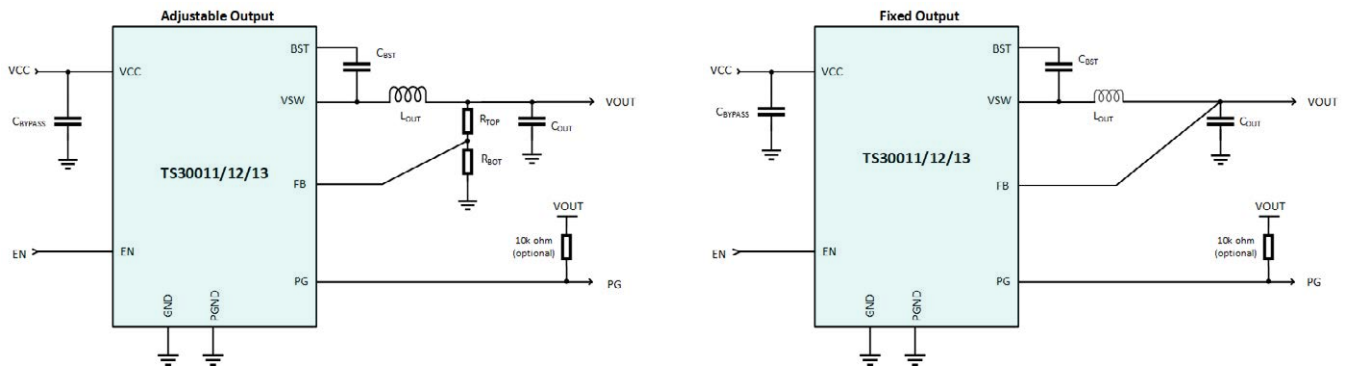 Adjustable Output
BST
CBST
VCC
VCC
VSW
VOUT
LOUT
CBYPASS
RTOP
COUT
RBOT
TS30011/12/13
FB
VOUT
10k ohm
(optional)
EN
EN
PG
PG
GND
PGND
Fixed Output
BST
CBST
VCC
VCC
VSW
VOUT
LOUT
CBYPASS
COUT
TS30011/12/13
FB
VOUT
10k ohm
(optional)
EN
EN
PG
PG
GND
PGND